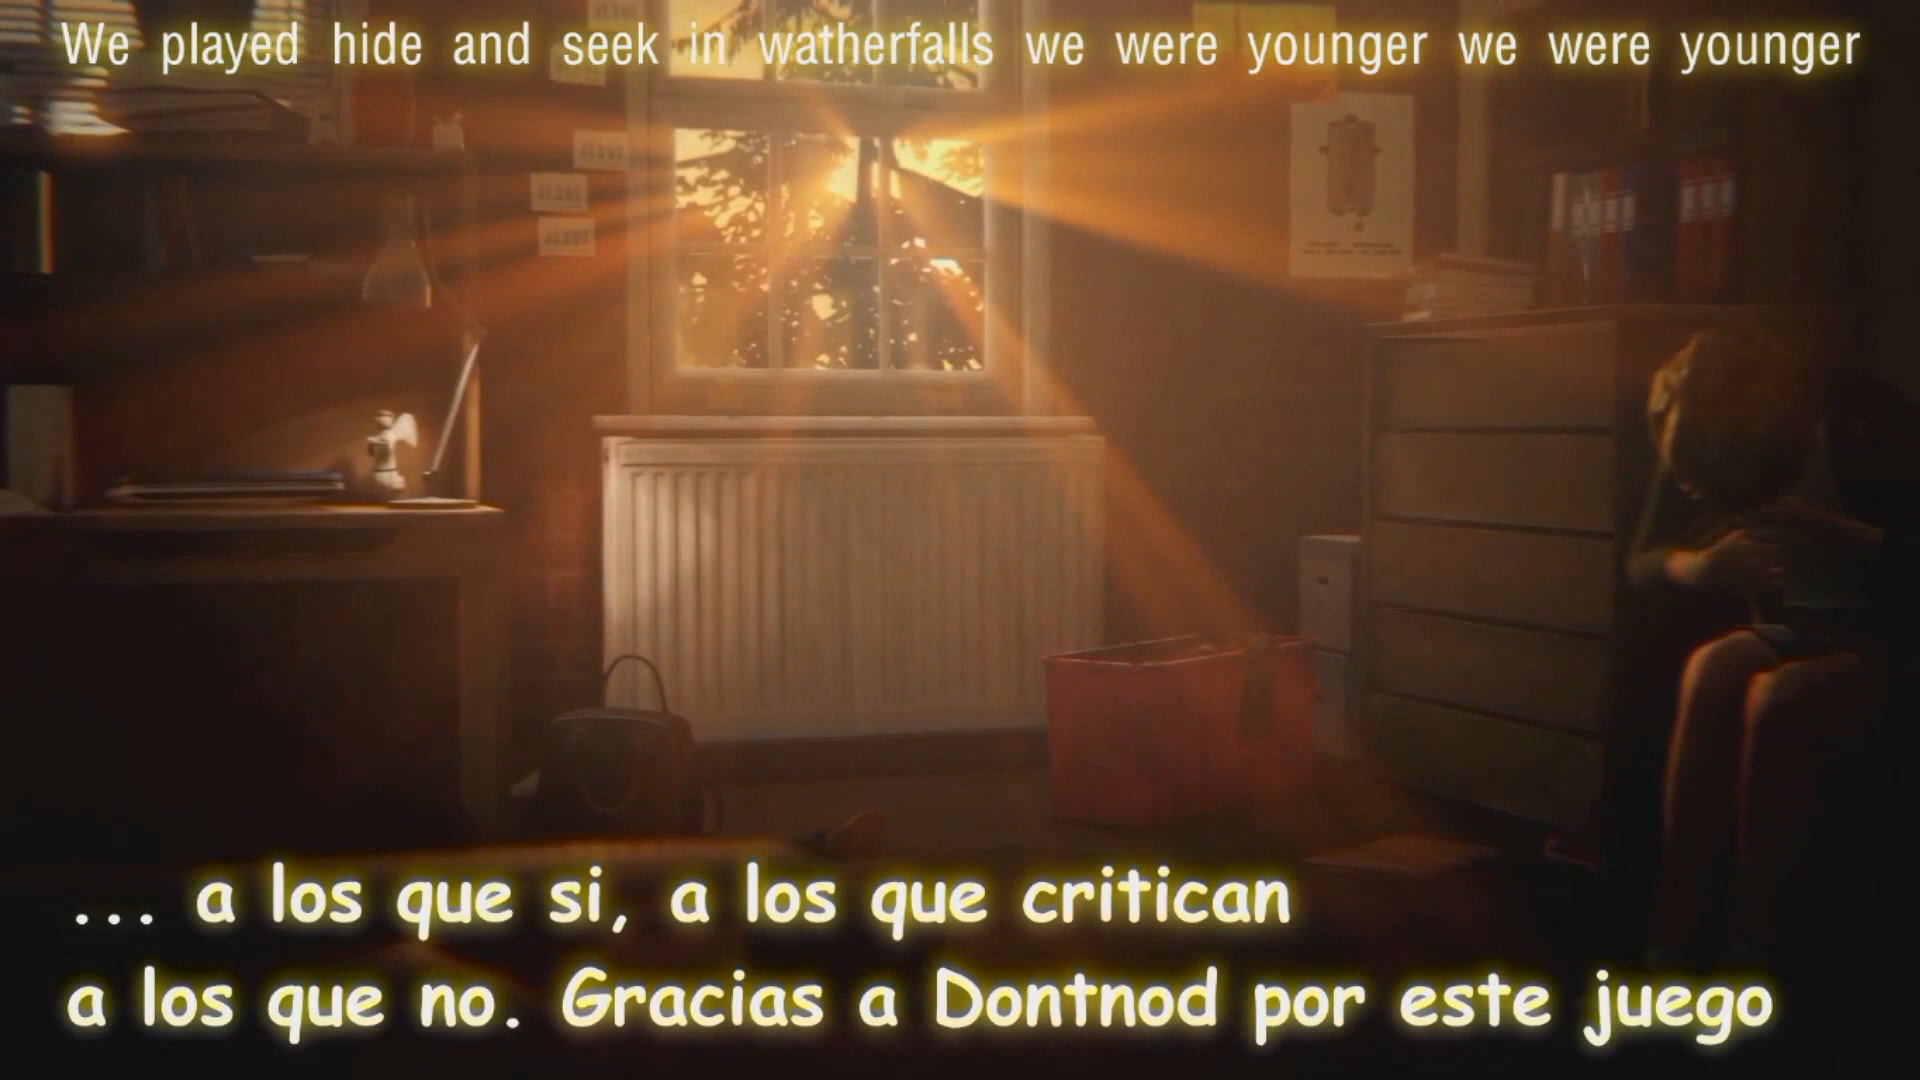 We played hide and seek in watherfalls we were younger we were younger
... a los que si, a los que critican
a los que no. Gracias a Dontnod por este juego